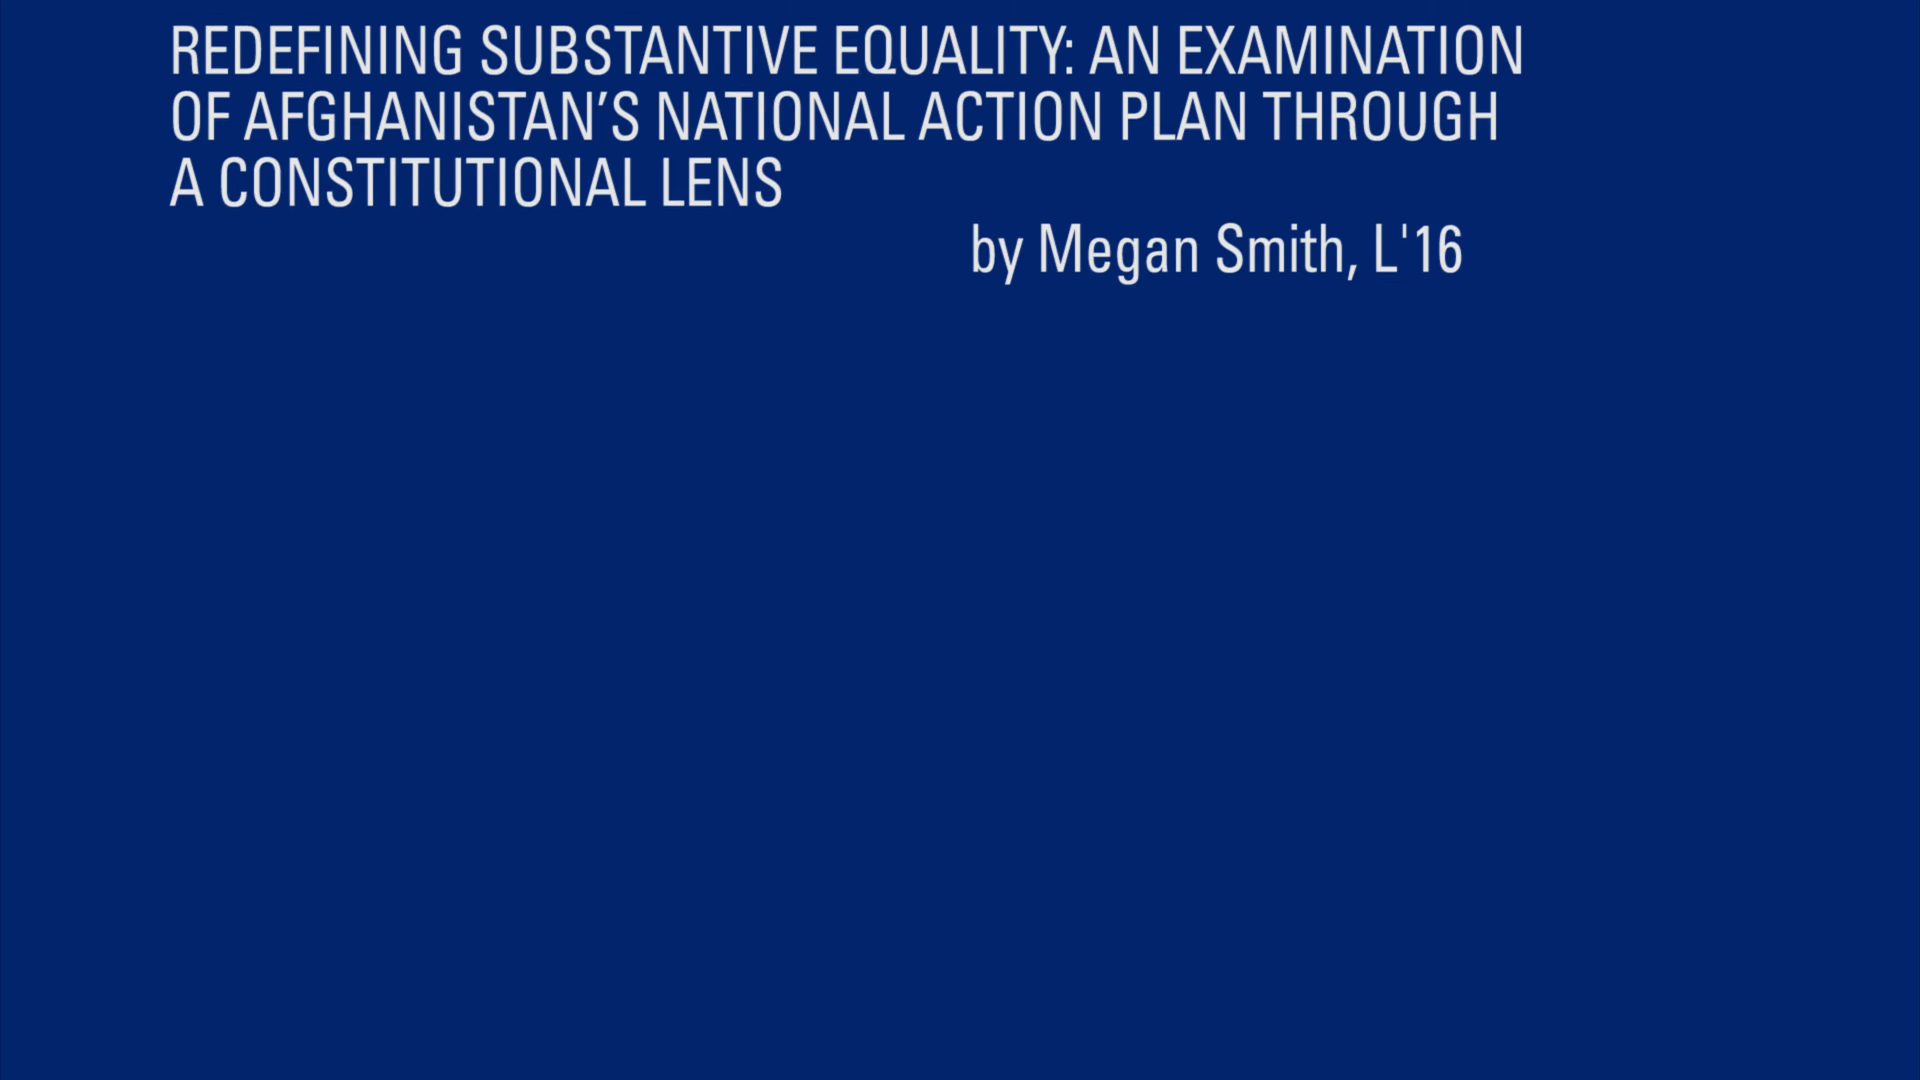 REDEFINING SUBSTANTIVE EQUALITY: AN EXAMINATION
OF AFGHANISTAN’S NATIONAL ACTION PLAN THROUGH
A CONSTITUTIONAL LENS
by Megan Smith, L'16